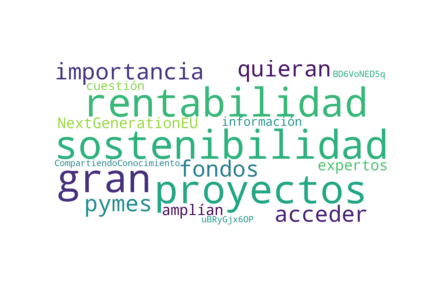 importancia quieran BD6VoNED5q
cuestión
rentabilidad
NextGenerationEU información
sostenibilidad
CompartiendoConocimiento fondos expertos
gran proyectos
pymes amplían acceder
uBRyGjx6OP